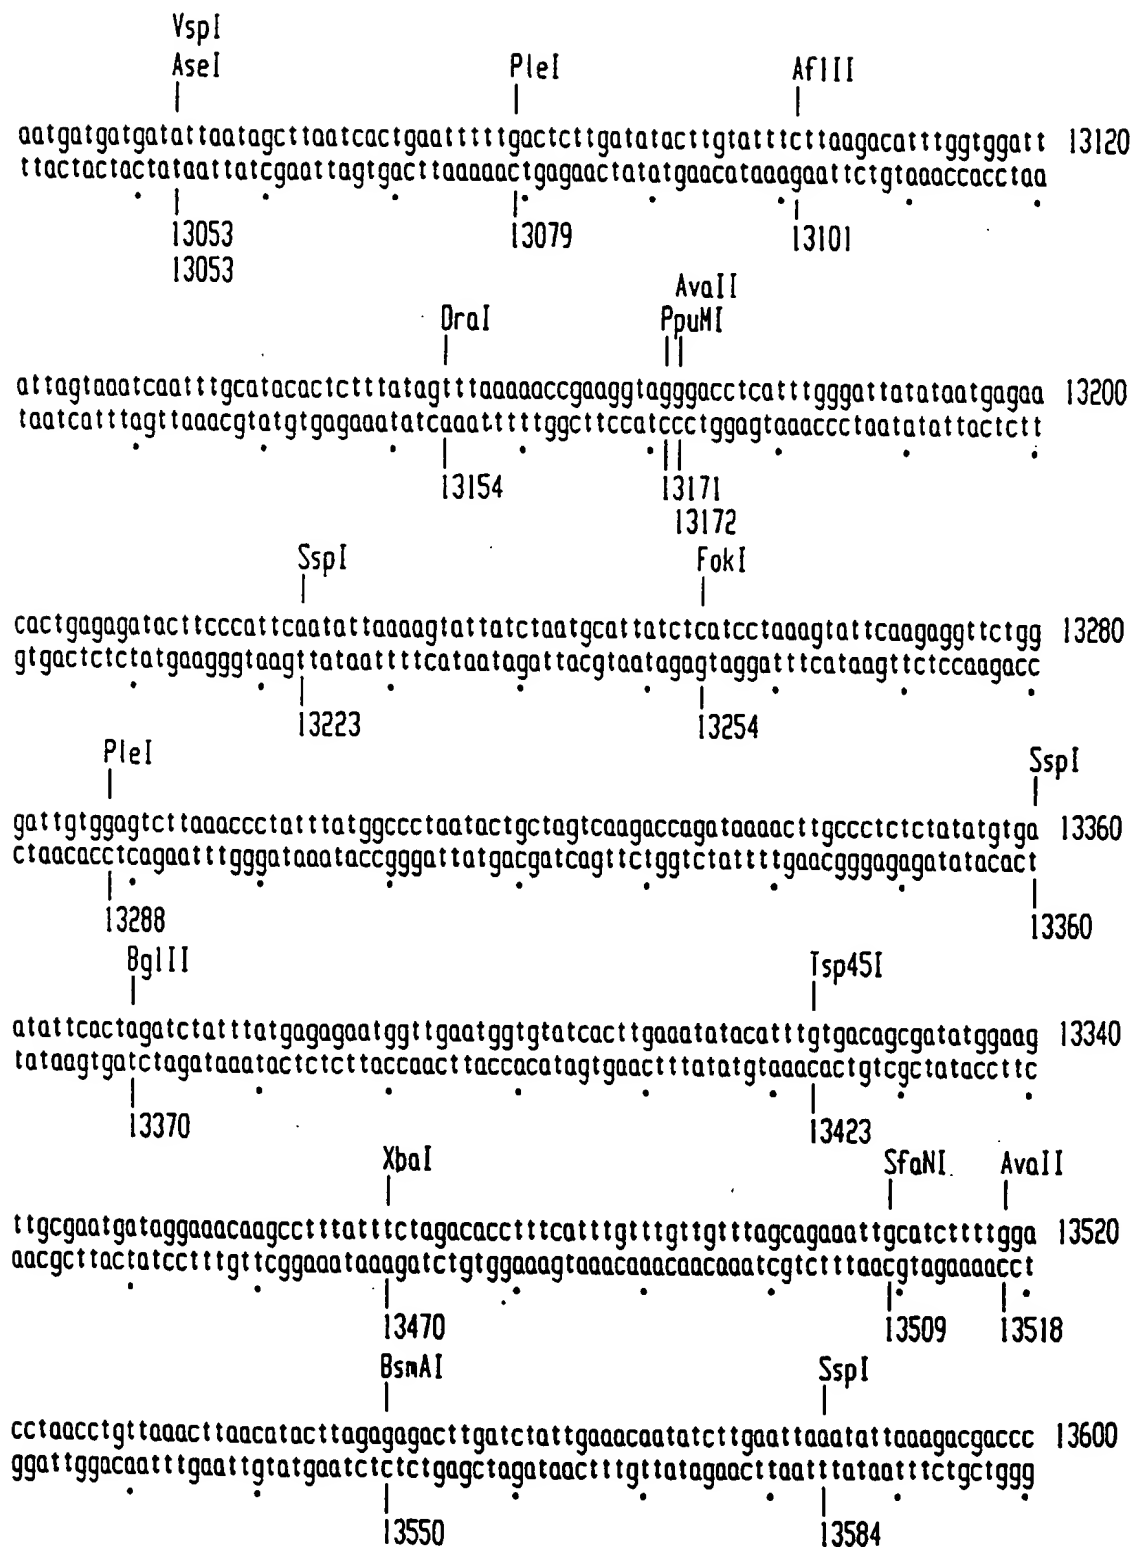 VspI
AseI PleI AflII
aatgatgatgatattaatagcttaatcactgaatttttgactcttgatatacttgtatttcttaagacatttggtggatt 13120
ttactactactataattatcgaattagtgacttaaaaactgagaactatatgaacataaagaattctgtaaaccacctaa
13053 13079 13101
13053
AvaII
DraI PpuMI
attagtaaatcaatttgcatacactctttatagtttaaaaaccgaaggtagggacctcatttgggattatataatgagaa 13200
taatcatttagttaaacgtatgtgagaaatatcaaatttttggcttccatccctggagtaaaccctaatatattactctt
13154 13171
13172
SspI FokI
cactgagagatacttcccattcaatattaaaagtattatctaatgcattatctcatcctaaagtattcaagaggttctgg 13280
gtgactctctatgaagggtaagttataattttcataatagattacgtaatagagtaggatttcataagttctccaagacc
13223 13254
PleI SspI
gattgtggagtcttaaaccctatttatggccctaatactgctagtcaagaccagataaaacttgccctctctatatgtga 13360
ctaacacctcagaatttgggataaataccgggattatgacgatcagttctggtctattttgaacgggagagatatacact
13288 13360
BglII Tsp45I
atattcactagatctatttatgagagaatggttgaatggtgtatcacttgaaatatacatttgtgacagcgatatggaag 13340
tataagtgatctagataaatactctcttaccaacttaccacatagtgaactttatatgtaaacactgtcgctataccttc
13370 13423
XbaI SfaNI AvaII
ttgcgaatgataggaaacaagcctttatttctagacacctttcatttgtttgttgtttagcagaaattgcatcttttgga 13520
aacgcttactatcctttgttcggaaataaagatctgtggaaagtaaacaaacaacaaatcgtctttaacgtagaaaacct
13470 13509 13518
BsmAI SspI
cctaacctgttaaacttaacatacttagagagacttgatctattgaaacaatatcttgaattaaatattaaagacgaccc 13600
ggattggacaatttgaattgtatgaatctctctgagctagataactttgttatagaacttaatttataatttctgctggg
13550 13584